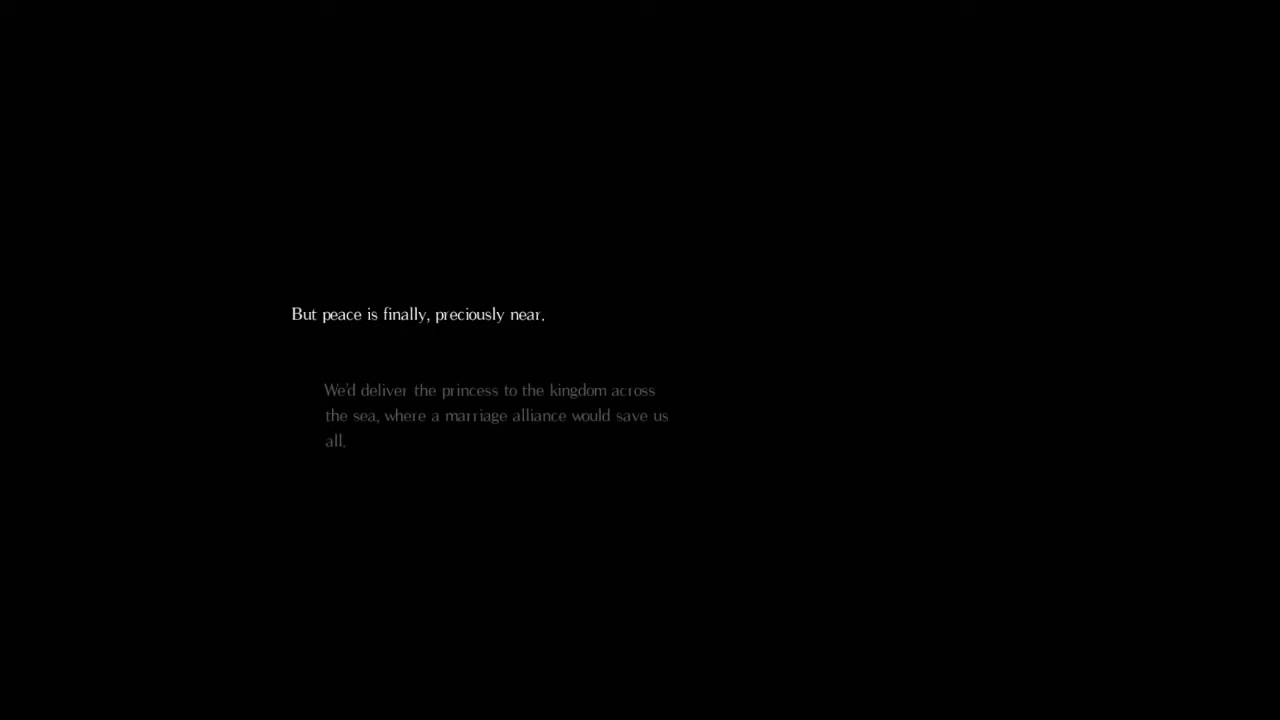 But peace is finally, preciously near.
We'd deliver the princess to the kingdom across
the sea, where a marriage alliance would save us
all.